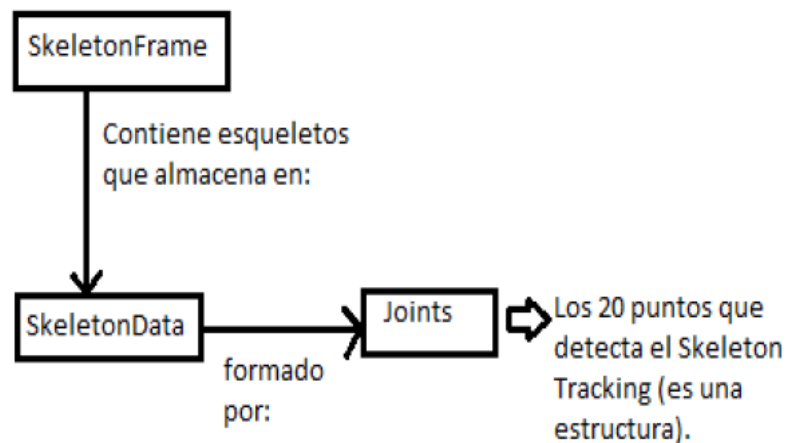 SkeletonFrame
Contiene esqueletos
que almacena en:
SkeletonData
formado
por:
Joints
Los 20 puntos que
detecta el Skeleton
Tracking (es una
estructura).